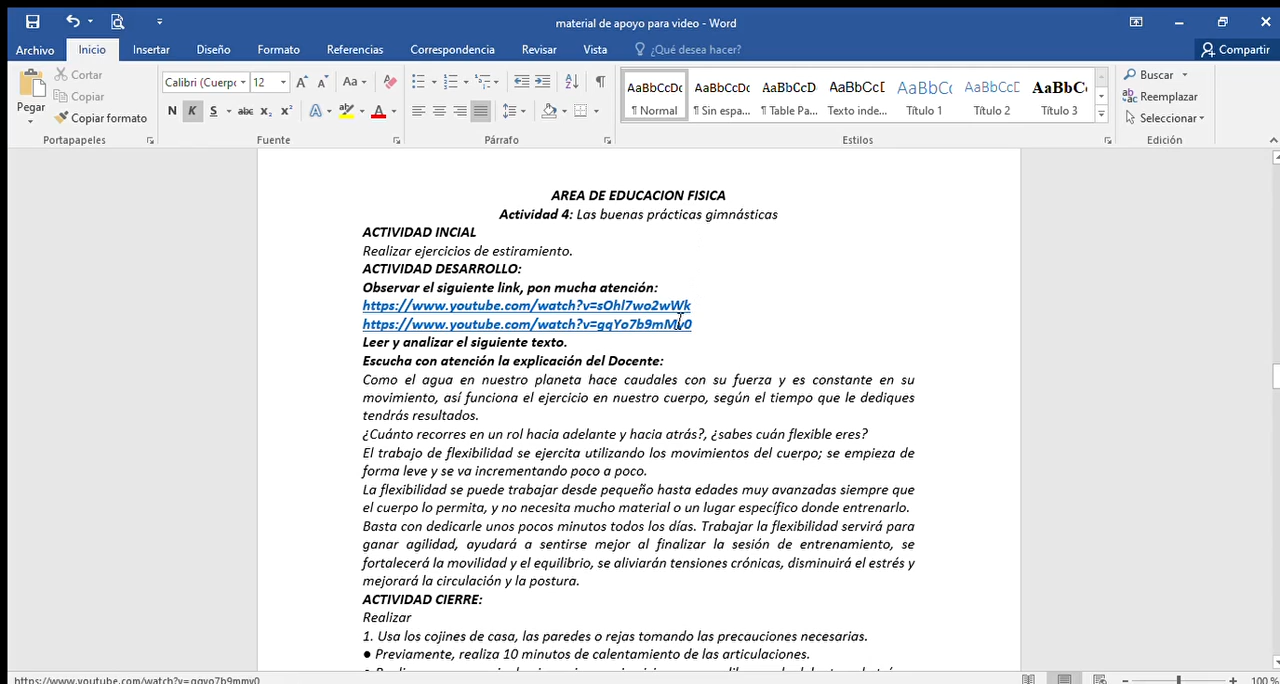 material de apoyo para video - Word
Archivo Inicio Insertar Diseño Formato Referencias Correspondencia Revisar Vista ¿Qué desea hacer? Compartir
Pegar
Cortar
Copiar
Copiar formato
Calibri (Cuerpo 12
N K S abc x₂ x² A A
AaBbCcDc AaBbCcDc AaBbCcD AaBbCcI AaBbCc AaBbCcD AaBbC
¶ Normal ¶ Sin espa... ¶ Table Pa... Texto inde... Título 1 Título 2 Título 3
Buscar
Reemplazar
Seleccionar
Portapapeles Fuente Párrafo Estilos Edición
AREA DE EDUCACION FISICA
Actividad 4: Las buenas prácticas gimnásticas
ACTIVIDAD INCIAL
Realizar ejercicios de estiramiento.
ACTIVIDAD DESARROLLO:
Observar el siguiente link, pon mucha atención:
https://www.youtube.com/watch?v=sOhl7wo2wWk
https://www.youtube.com/watch?v=gqYo7b9mMy0
Leer y analizar el siguiente texto.
Escucha con atención la explicación del Docente:
Como el agua en nuestro planeta hace caudales con su fuerza y es constante en su
movimiento, así funciona el ejercicio en nuestro cuerpo, según el tiempo que le dediques
tendrás resultados.
¿Cuánto recorres en un rol hacia adelante y hacia atrás?, ¿sabes cuán flexible eres?
El trabajo de flexibilidad se ejercita utilizando los movimientos del cuerpo; se empieza de
forma leve y se va incrementando poco a poco.
La flexibilidad se puede trabajar desde pequeño hasta edades muy avanzadas siempre que
el cuerpo lo permita, y no necesita mucho material o un lugar específico donde entrenarlo.
Basta con dedicarle unos pocos minutos todos los días. Trabajar la flexibilidad servirá para
ganar agilidad, ayudará a sentirse mejor al finalizar la sesión de entrenamiento, se
fortalecerá la movilidad y el equilibrio, se aliviarán tensiones crónicas, disminuirá el estrés y
mejorará la circulación y la postura.
ACTIVIDAD CIERRE:
Realizar
1. Usa los cojines de casa, las paredes o rejas tomando las precauciones necesarias.
● Previamente, realiza 10 minutos de calentamiento de las articulaciones.
https://www.youtube.com/watch?v=gqyo7b9mmy0
100 %